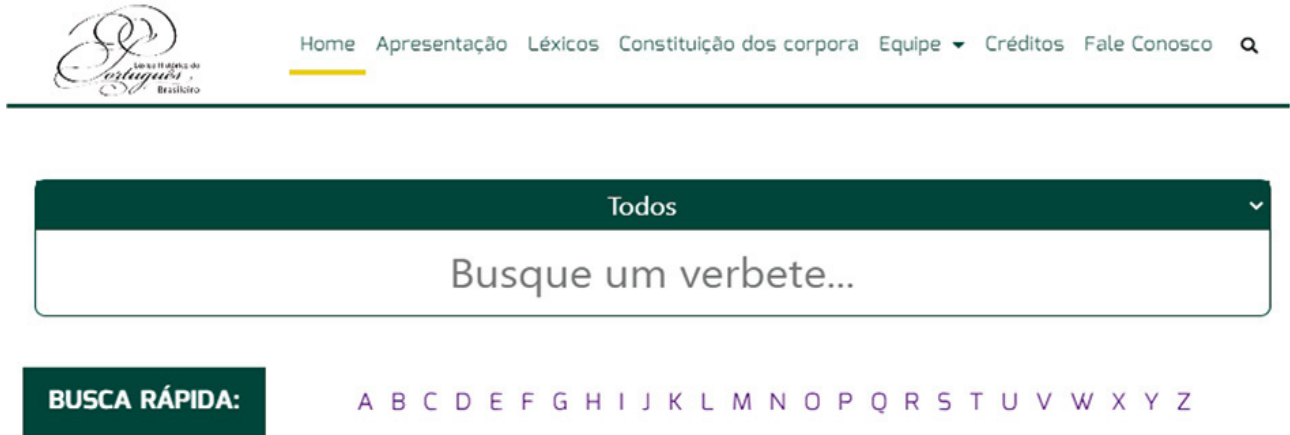 Home Apresentação Léxicos Constituição dos corpora Equipe Créditos Fale Conosco
Português
Brasileiro
Todos
Busque um verbete...
BUSCA RÁPIDA: A B C D E F G H I J K L M N O P Q R S T U V W X Y Z